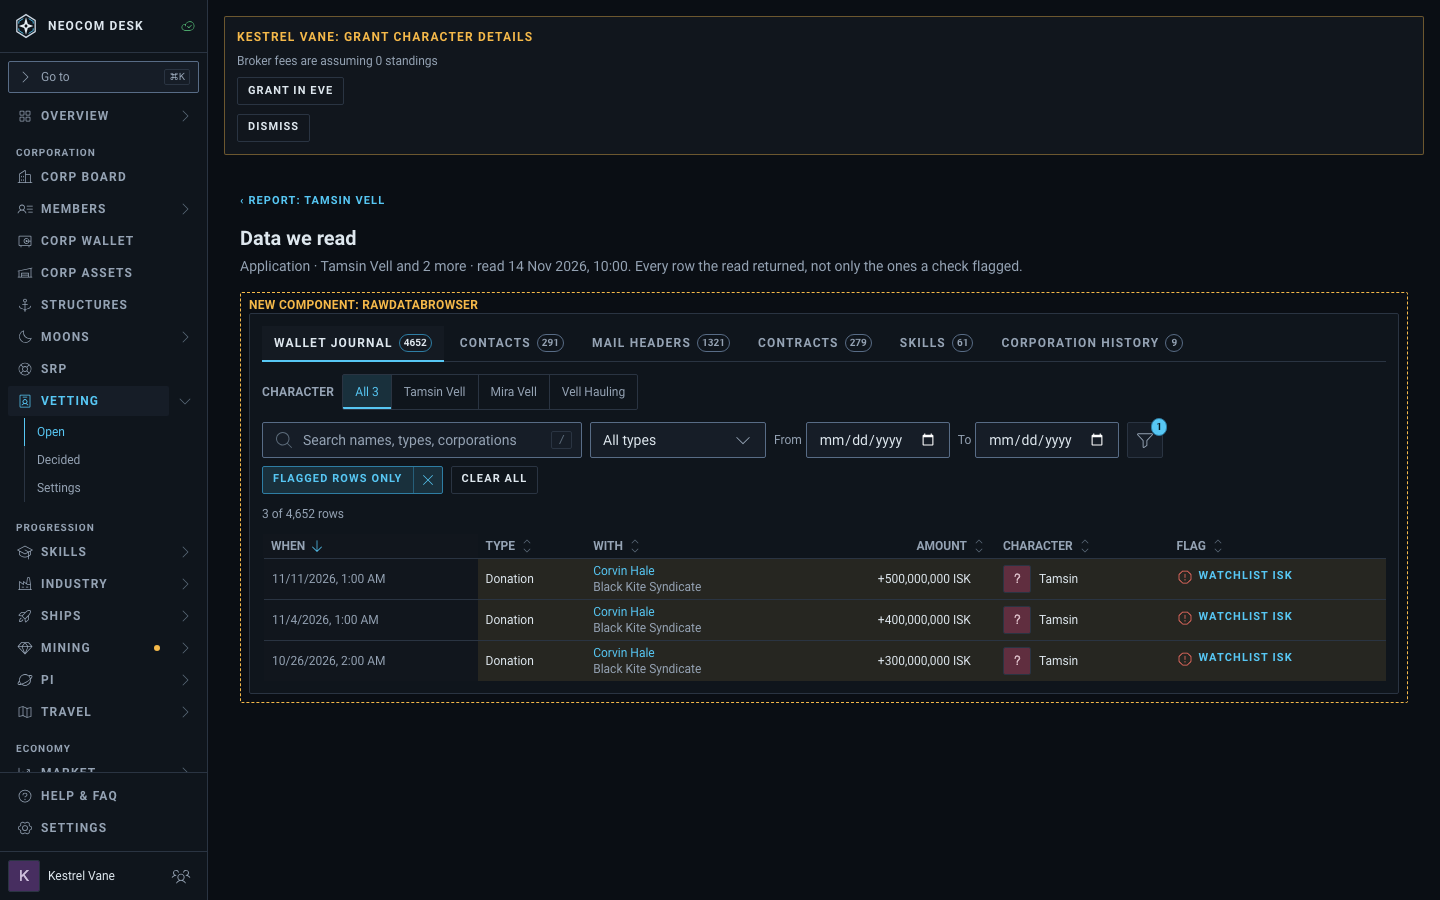 NEOCOM DESK
Go to
⌘K
OVERVIEW
CORPORATION
CORP BOARD
MEMBERS
CORP WALLET
CORP ASSETS
STRUCTURES
MOONS
SRP
VETTING
Open
Decided
Settings
PROGRESSION
SKILLS
INDUSTRY
SHIPS
MINING
PI
TRAVEL
ECONOMY
MARKET
HELP & FAQ
SETTINGS
K
Kestrel Vane
KESTREL VANE: GRANT CHARACTER DETAILS
Broker fees are assuming 0 standings
GRANT IN EVE
DISMISS
‹ REPORT: TAMSIN VELL
Data we read
Application · Tamsin Vell and 2 more · read 14 Nov 2026, 10:00. Every row the read returned, not only the ones a check flagged.
NEW COMPONENT: RAWDATABROWSER
WALLET JOURNAL 4652 CONTACTS 291 MAIL HEADERS 1321 CONTRACTS 279 SKILLS 61 CORPORATION HISTORY 9
CHARACTER All 3 Tamsin Vell Mira Vell Vell Hauling
Search names, types, corporations / All types From mm/dd/yyyy To mm/dd/yyyy 1
FLAGGED ROWS ONLY CLEAR ALL
3 of 4,652 rows
WHEN TYPE WITH AMOUNT CHARACTER FLAG
11/11/2026, 1:00 AM Donation Corvin Hale +500,000,000 ISK ? Tamsin WATCHLIST ISK
Black Kite Syndicate
11/4/2026, 1:00 AM Donation Corvin Hale +400,000,000 ISK ? Tamsin WATCHLIST ISK
Black Kite Syndicate
10/26/2026, 2:00 AM Donation Corvin Hale +300,000,000 ISK ? Tamsin WATCHLIST ISK
Black Kite Syndicate